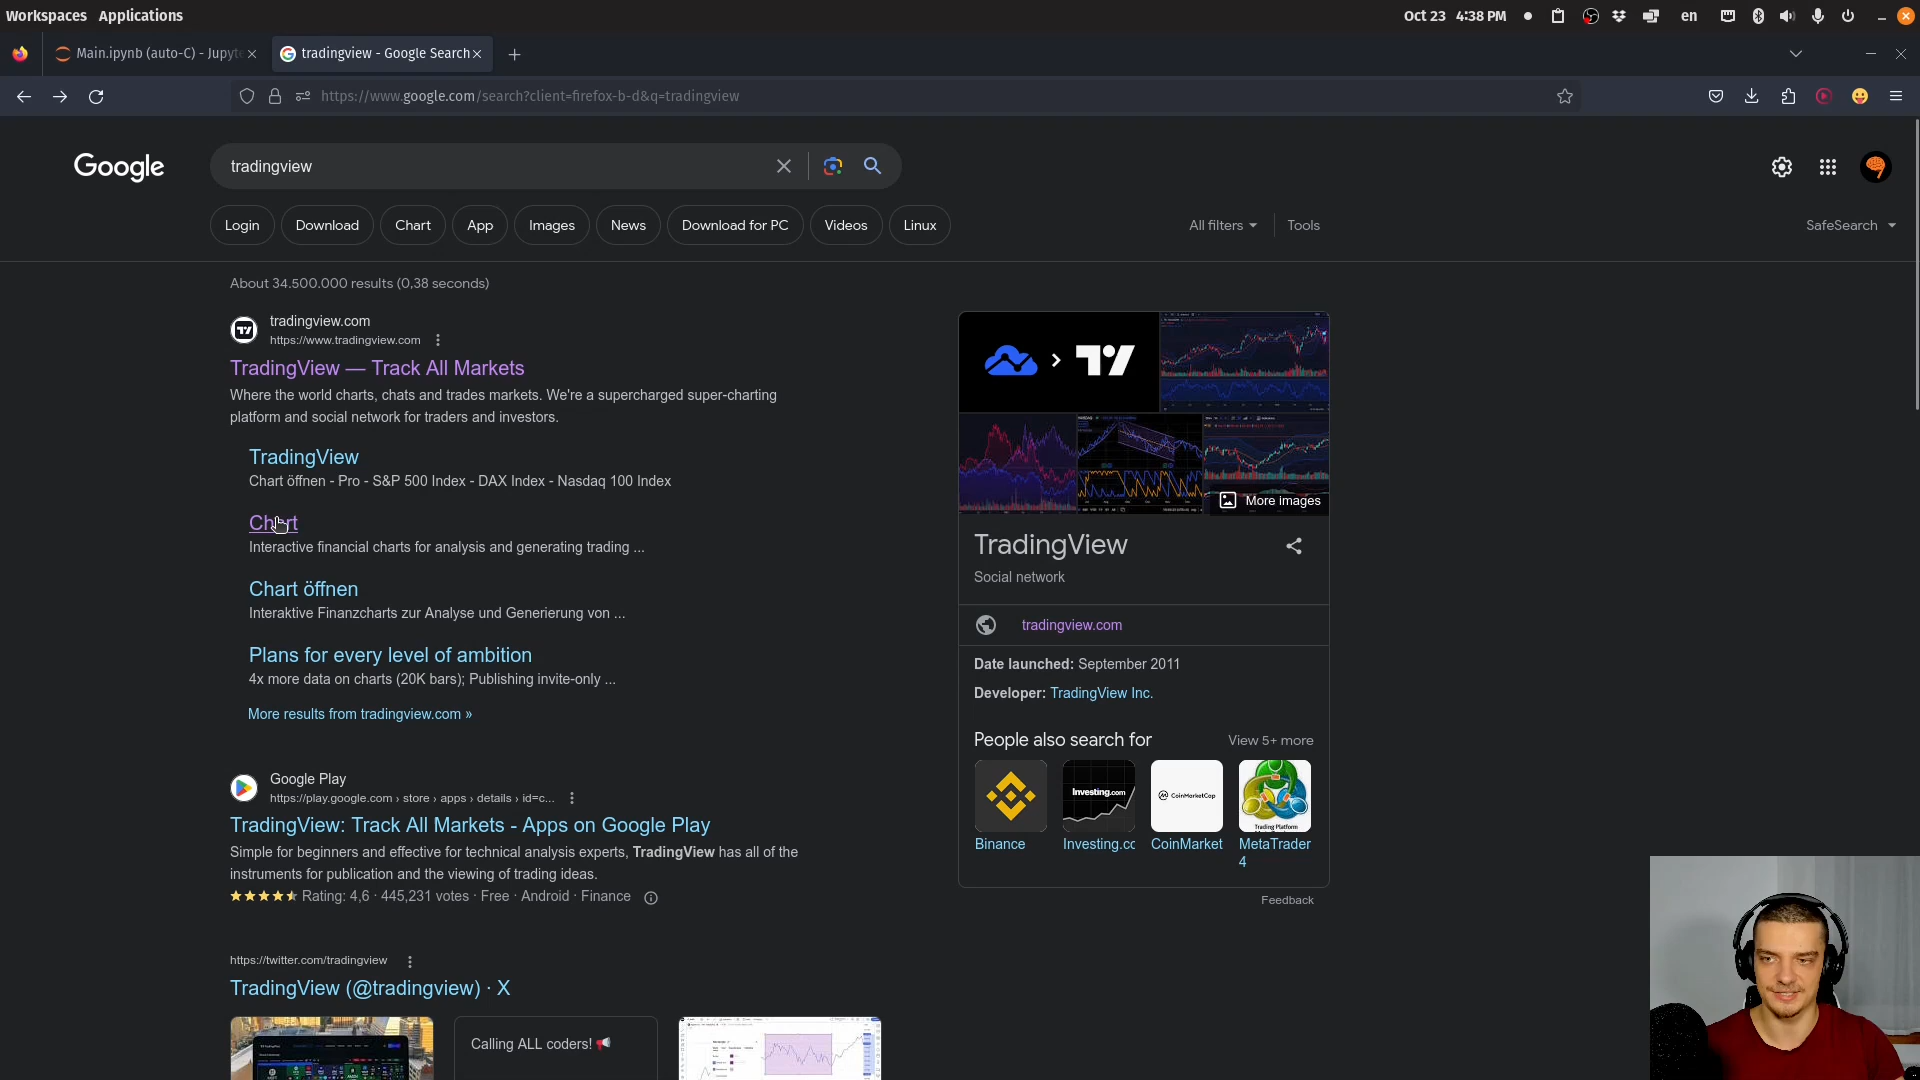 Workspaces Applications
Oct 23 4:38 PM
en
Main.ipynb (auto-C) - Jupyt
tradingview - Google Search
https://www.google.com/search?client=firefox-b-d&q=tradingview
Google
tradingview
Login
Download
Chart
App
Images
News
Download for PC
Videos
Linux
All filters
Tools
SafeSearch
About 34.500.000 results (0,38 seconds)
tradingview.com
https://www.tradingview.com
TradingView — Track All Markets
Where the world charts, chats and trades markets. We're a supercharged super-charting
platform and social network for traders and investors.
TradingView
Chart öffnen - Pro - S&P 500 Index - DAX Index - Nasdaq 100 Index
Chart
Interactive financial charts for analysis and generating trading ...
Chart öffnen
Interaktive Finanzcharts zur Analyse und Generierung von ...
Plans for every level of ambition
4x more data on charts (20K bars); Publishing invite-only ...
More results from tradingview.com »
Google Play
https://play.google.com › store › apps › details › id=c...
TradingView: Track All Markets - Apps on Google Play
Simple for beginners and effective for technical analysis experts, TradingView has all of the
instruments for publication and the viewing of trading ideas.
Rating: 4,6 · 445,231 votes · Free · Android · Finance
https://twitter.com/tradingview
TradingView (@tradingview) · X
Calling ALL coders!
More images
TradingView
Social network
tradingview.com
Date launched: September 2011
Developer: TradingView Inc.
People also search for
View 5+ more
Investing.com
CoinMarketCap
Trading Platform
Binance
Investing.cc
CoinMarket
MetaTrader
4
Feedback